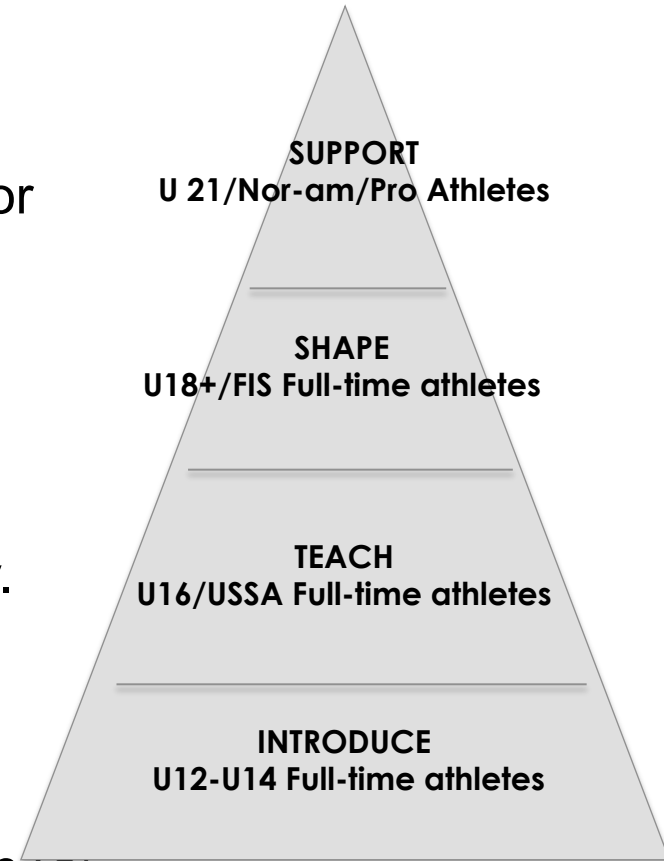 SUPPORT
or
U 21/Nor-am/Pro Athletes
SHAPE
U18+/FIS Full-time athletes
TEACH
U16/USSA Full-time athletes
INTRODUCE
U12-U14 Full-time athletes